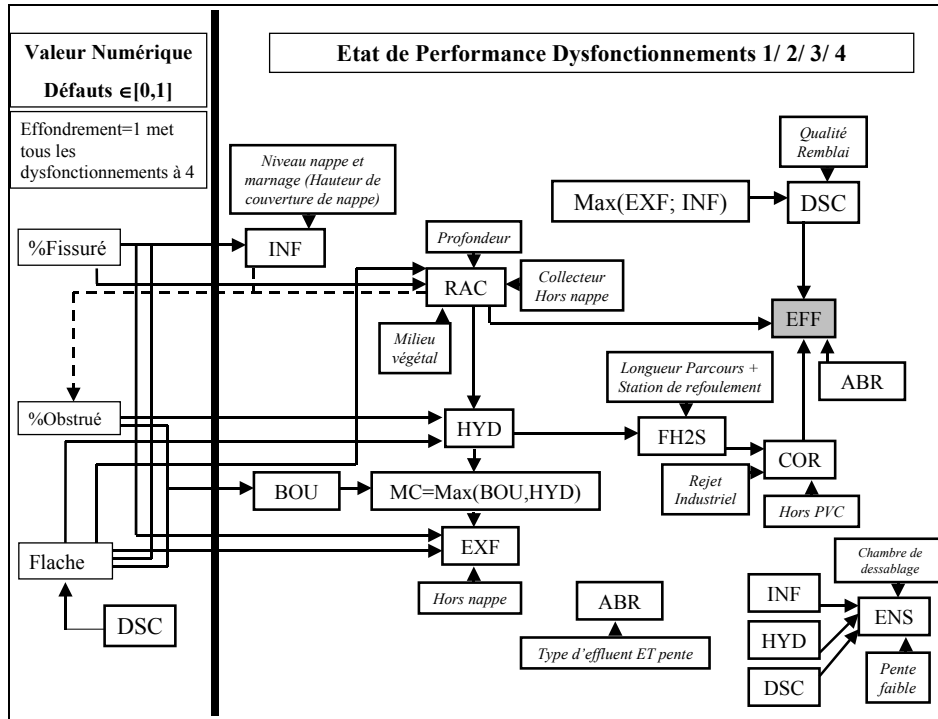 Valeur Numérique
Défauts ∈[0,1]
Effondrement=1 met
tous les
dysfonctionnements à 4
Etat de Performance Dysfonctionnements 1/ 2/ 3/ 4
Niveau nappe et
marnage (Hauteur de
couverture de nappe)
Qualité
Remblai
Max(EXF; INF)
DSC
%Fissuré
INF
Profondeur
RAC
Collecteur
Hors nappe
Milieu
végétal
EFF
ABR
Longueur Parcours +
Station de refoulement
%Obstrué
HYD
FH2S
COR
Rejet
Industriel
Hors PVC
BOU
MC=Max(BOU,HYD)
EXF
Hors nappe
Flache
DSC
ABR
Type d'effluent ET pente
Chambre de
dessablage
INF
HYD
DSC
ENS
Pente
faible